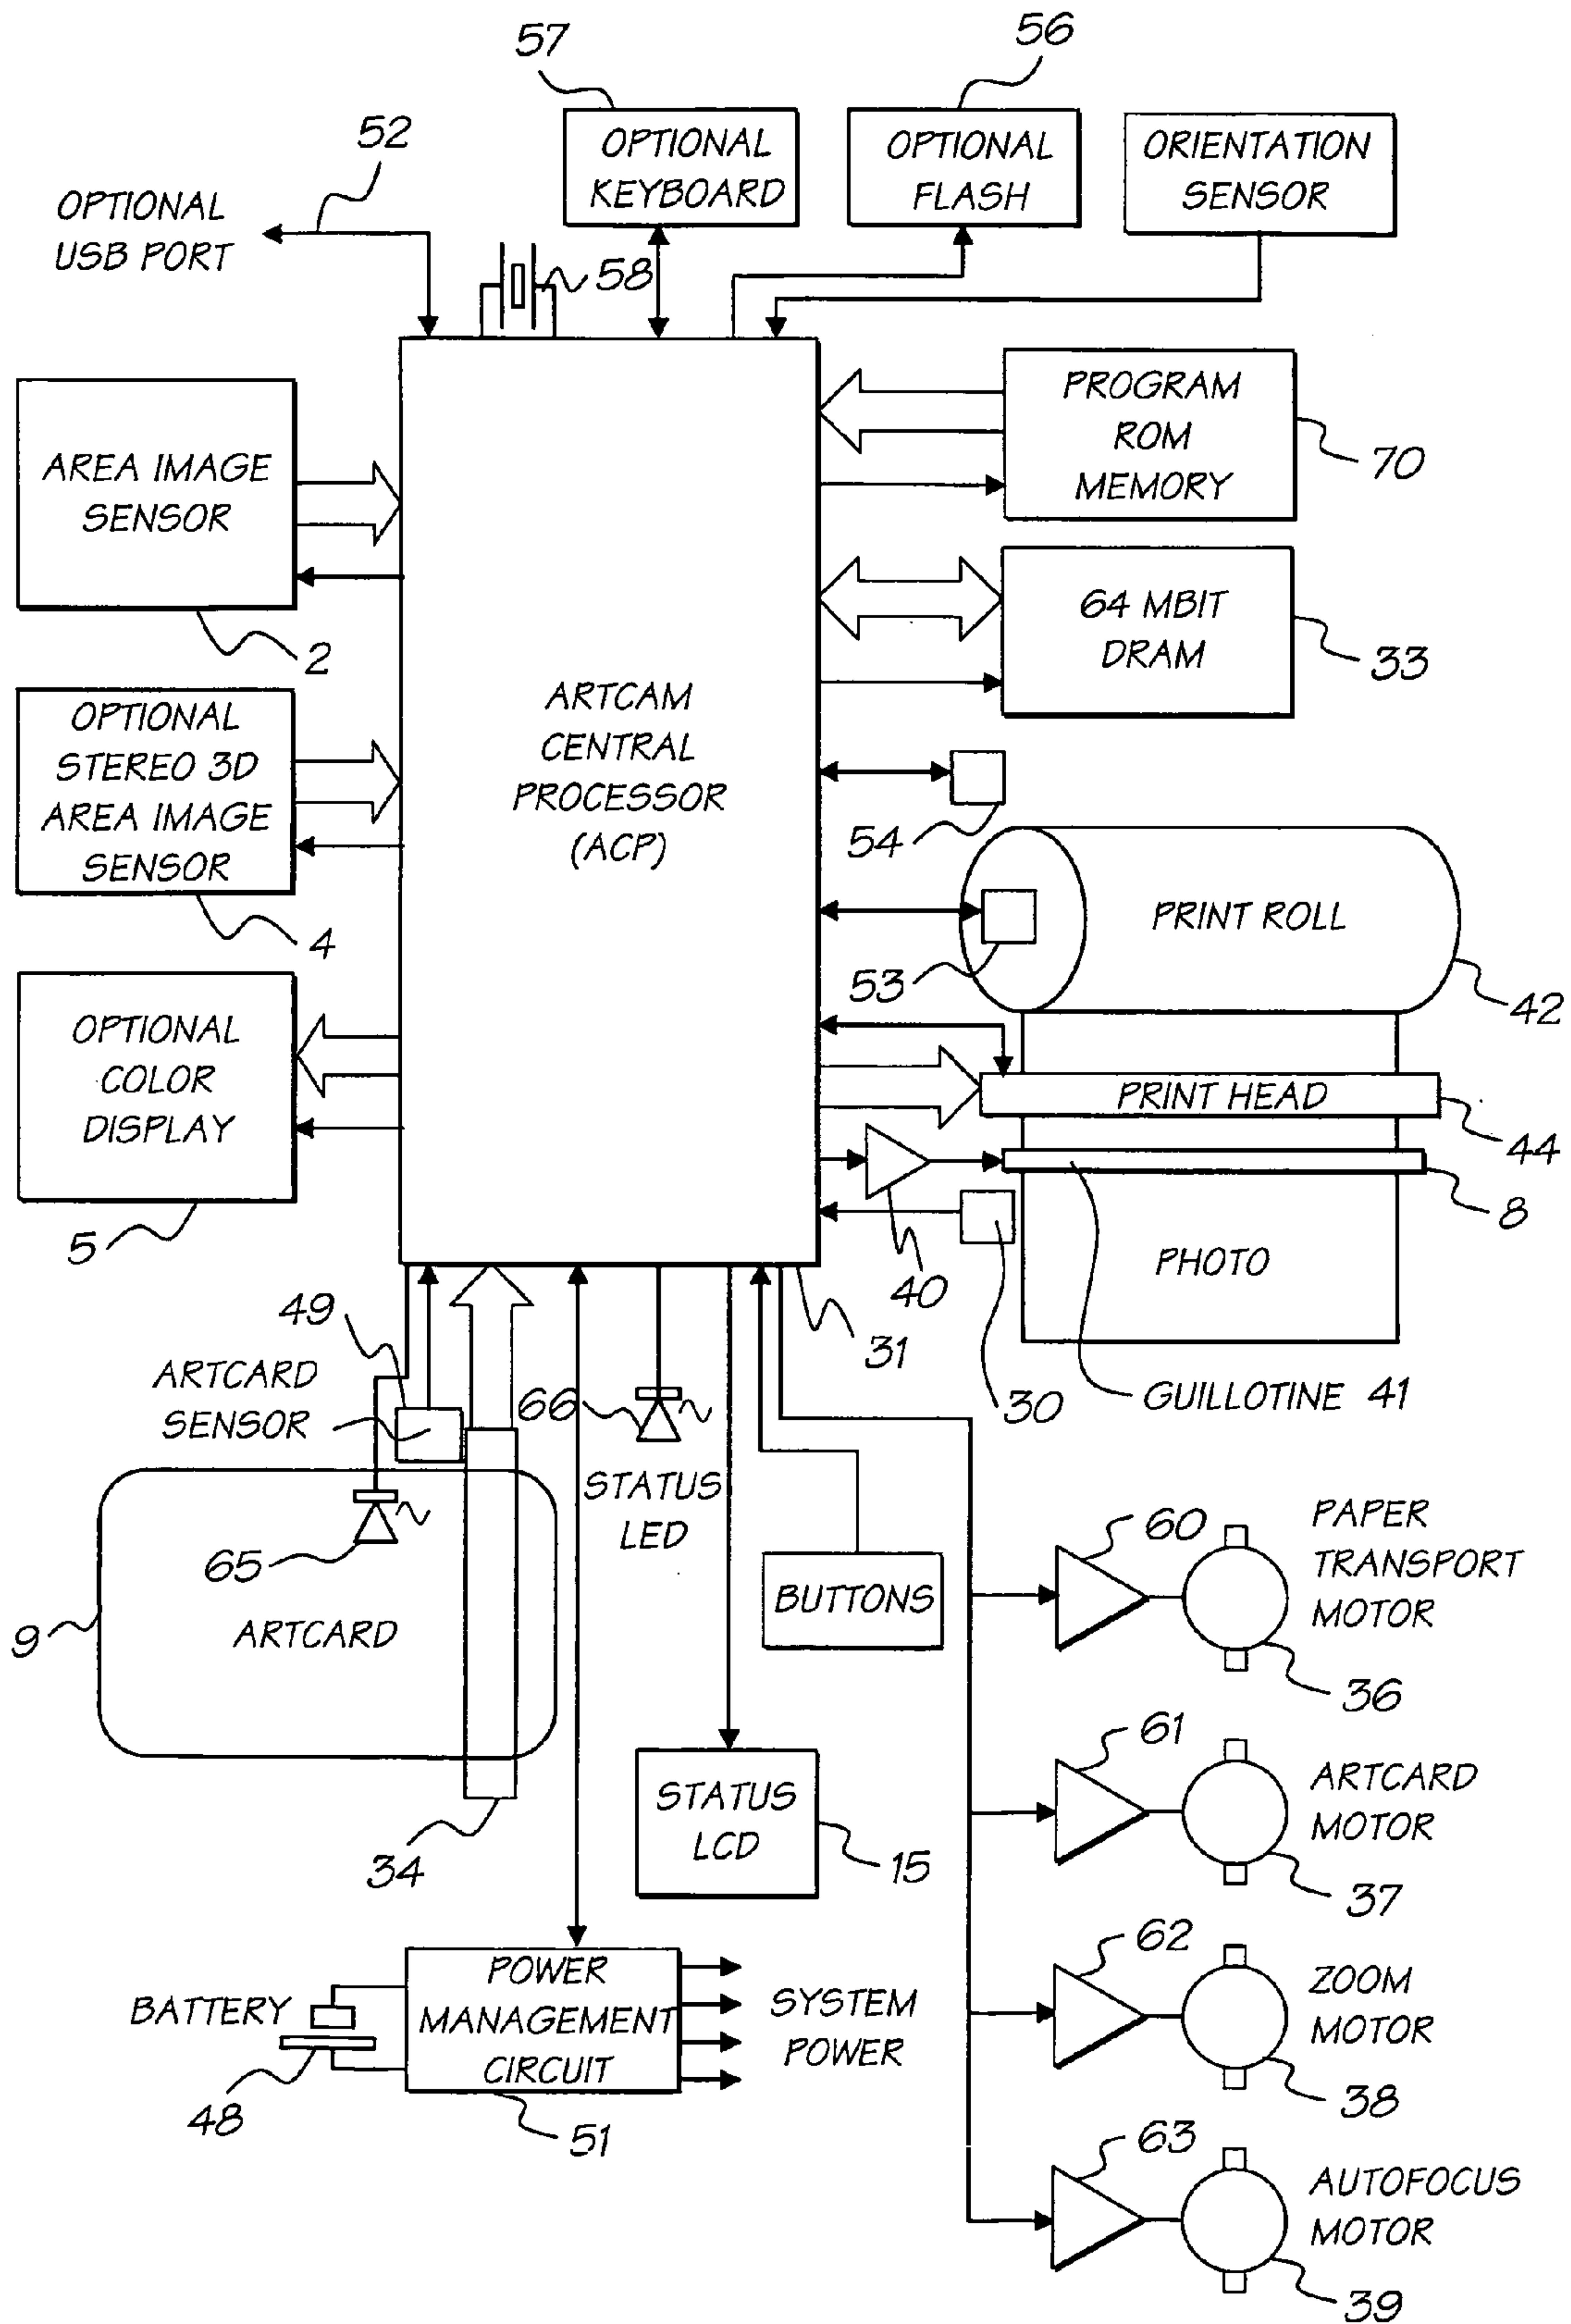 57
56
52
OPTIONAL
KEYBOARD
OPTIONAL
FLASH
ORIENTATION
SENSOR
OPTIONAL
USB PORT
58
AREA IMAGE
SENSOR
2
PROGRAM
ROM
MEMORY
70
64 MBIT
DRAM
33
OPTIONAL
STEREO 3D
AREA IMAGE
SENSOR
4
ARTCAM
CENTRAL
PROCESSOR
(ACP)
54
PRINT ROLL
53
42
OPTIONAL
COLOR
DISPLAY
5
PRINT HEAD
44
8
40
30
PHOTO
31
GUILLOTINE 41
49
ARTCARD
SENSOR
66
STATUS
LED
65
9
ARTCARD
34
BUTTONS
STATUS
LCD
15
60
PAPER
TRANSPORT
MOTOR
36
61
ARTCARD
MOTOR
37
62
ZOOM
MOTOR
38
63
AUTOFOCUS
MOTOR
39
BATTERY
48
POWER
MANAGEMENT
CIRCUIT
51
SYSTEM
POWER